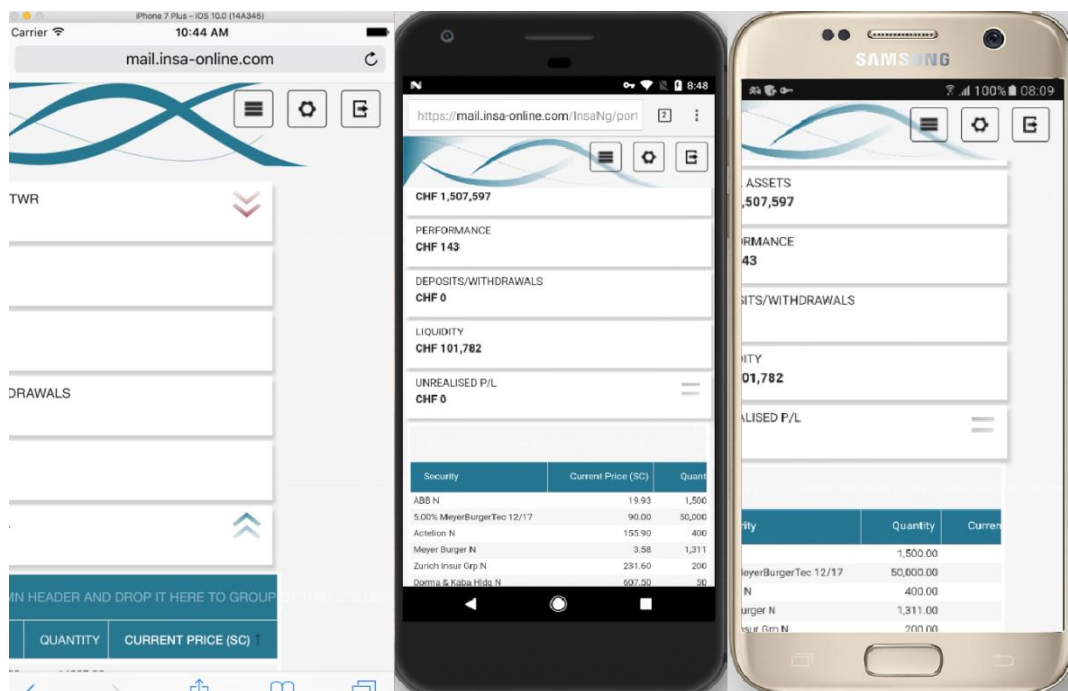 iPhone 7 Plus – iOS 10.0 (14A345)
Carrier
10:44 AM
mail.insa-online.com
TWR
DRAWALS
MN HEADER AND DROP IT HERE TO GROUP
QUANTITY CURRENT PRICE (SC) ↑
8:48
https://mail.insa-online.com/InsaNg/port
2
CHF 1,507,597
PERFORMANCE
CHF 143
DEPOSITS/WITHDRAWALS
CHF 0
LIQUIDITY
CHF 101,782
UNREALISED P/L
CHF 0
Security Current Price (SC) Quant
ABB N 19.93 1,500
5.00% MeyerBurgerTec 12/17 90.00 50,000
Actelion N 155.90 400
Meyer Burger N 3.58 1,311
Zurich Insur Grp N 231.60 200
Dorma & Kaba Hldg N 607.50 50
SAMSUNG
100% 08:09
ASSETS
,507,597
RMANCE
43
SITS/WITHDRAWALS
DITY
01,782
ALISED P/L
rity Quantity Curren
1,500.00
leyerBurgerTec 12/17 50,000.00
N 400.00
urger N 1,311.00
nsur Grp N 200.00